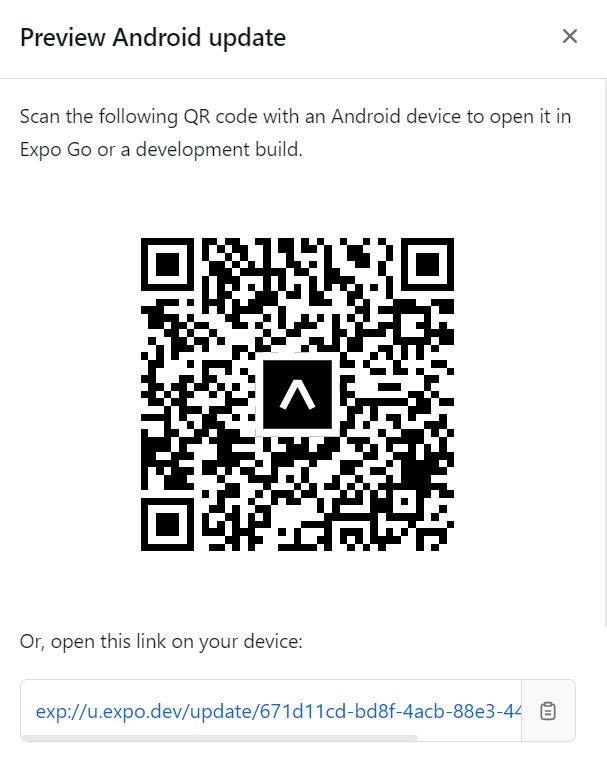 Preview Android update
Scan the following QR code with an Android device to open it in
Expo Go or a development build.
Or, open this link on your device:
exp://u.expo.dev/update/671d11cd-bd8f-4acb-88e3-44